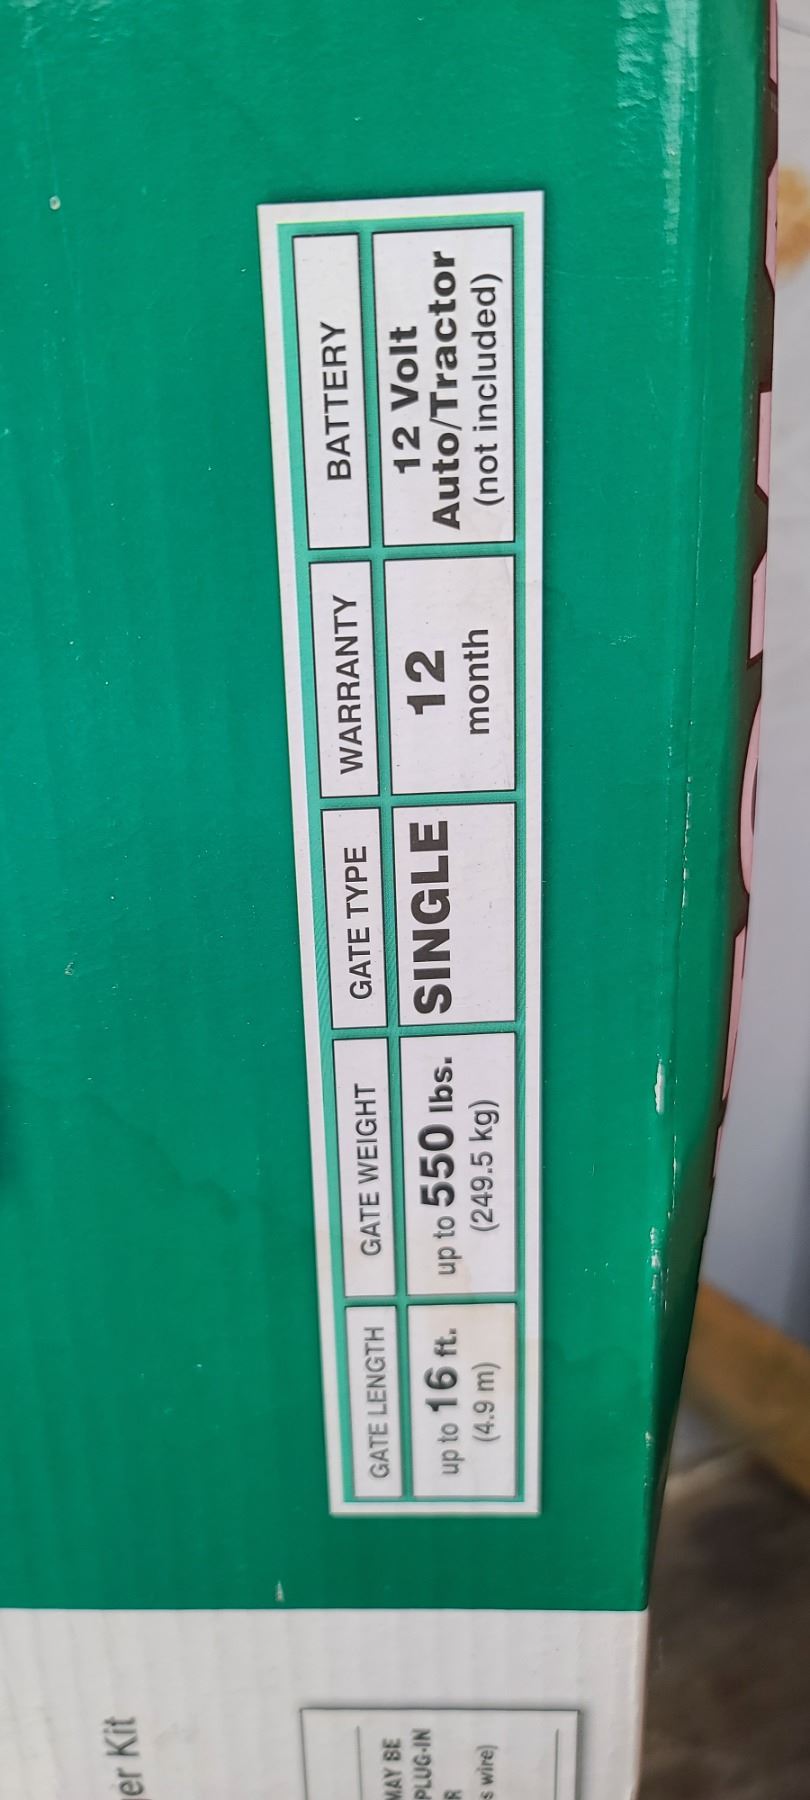 GATE LENGTH
GATE WEIGHT
GATE TYPE
WARRANTY
BATTERY
up to 16 ft.
(4.9 m)
up to 550 lbs.
(249.5 kg)
SINGLE
12
month
12 Volt
Auto/Tractor
(not included)
er Kit
MAY BE
PLUG-IN
R
s wire)